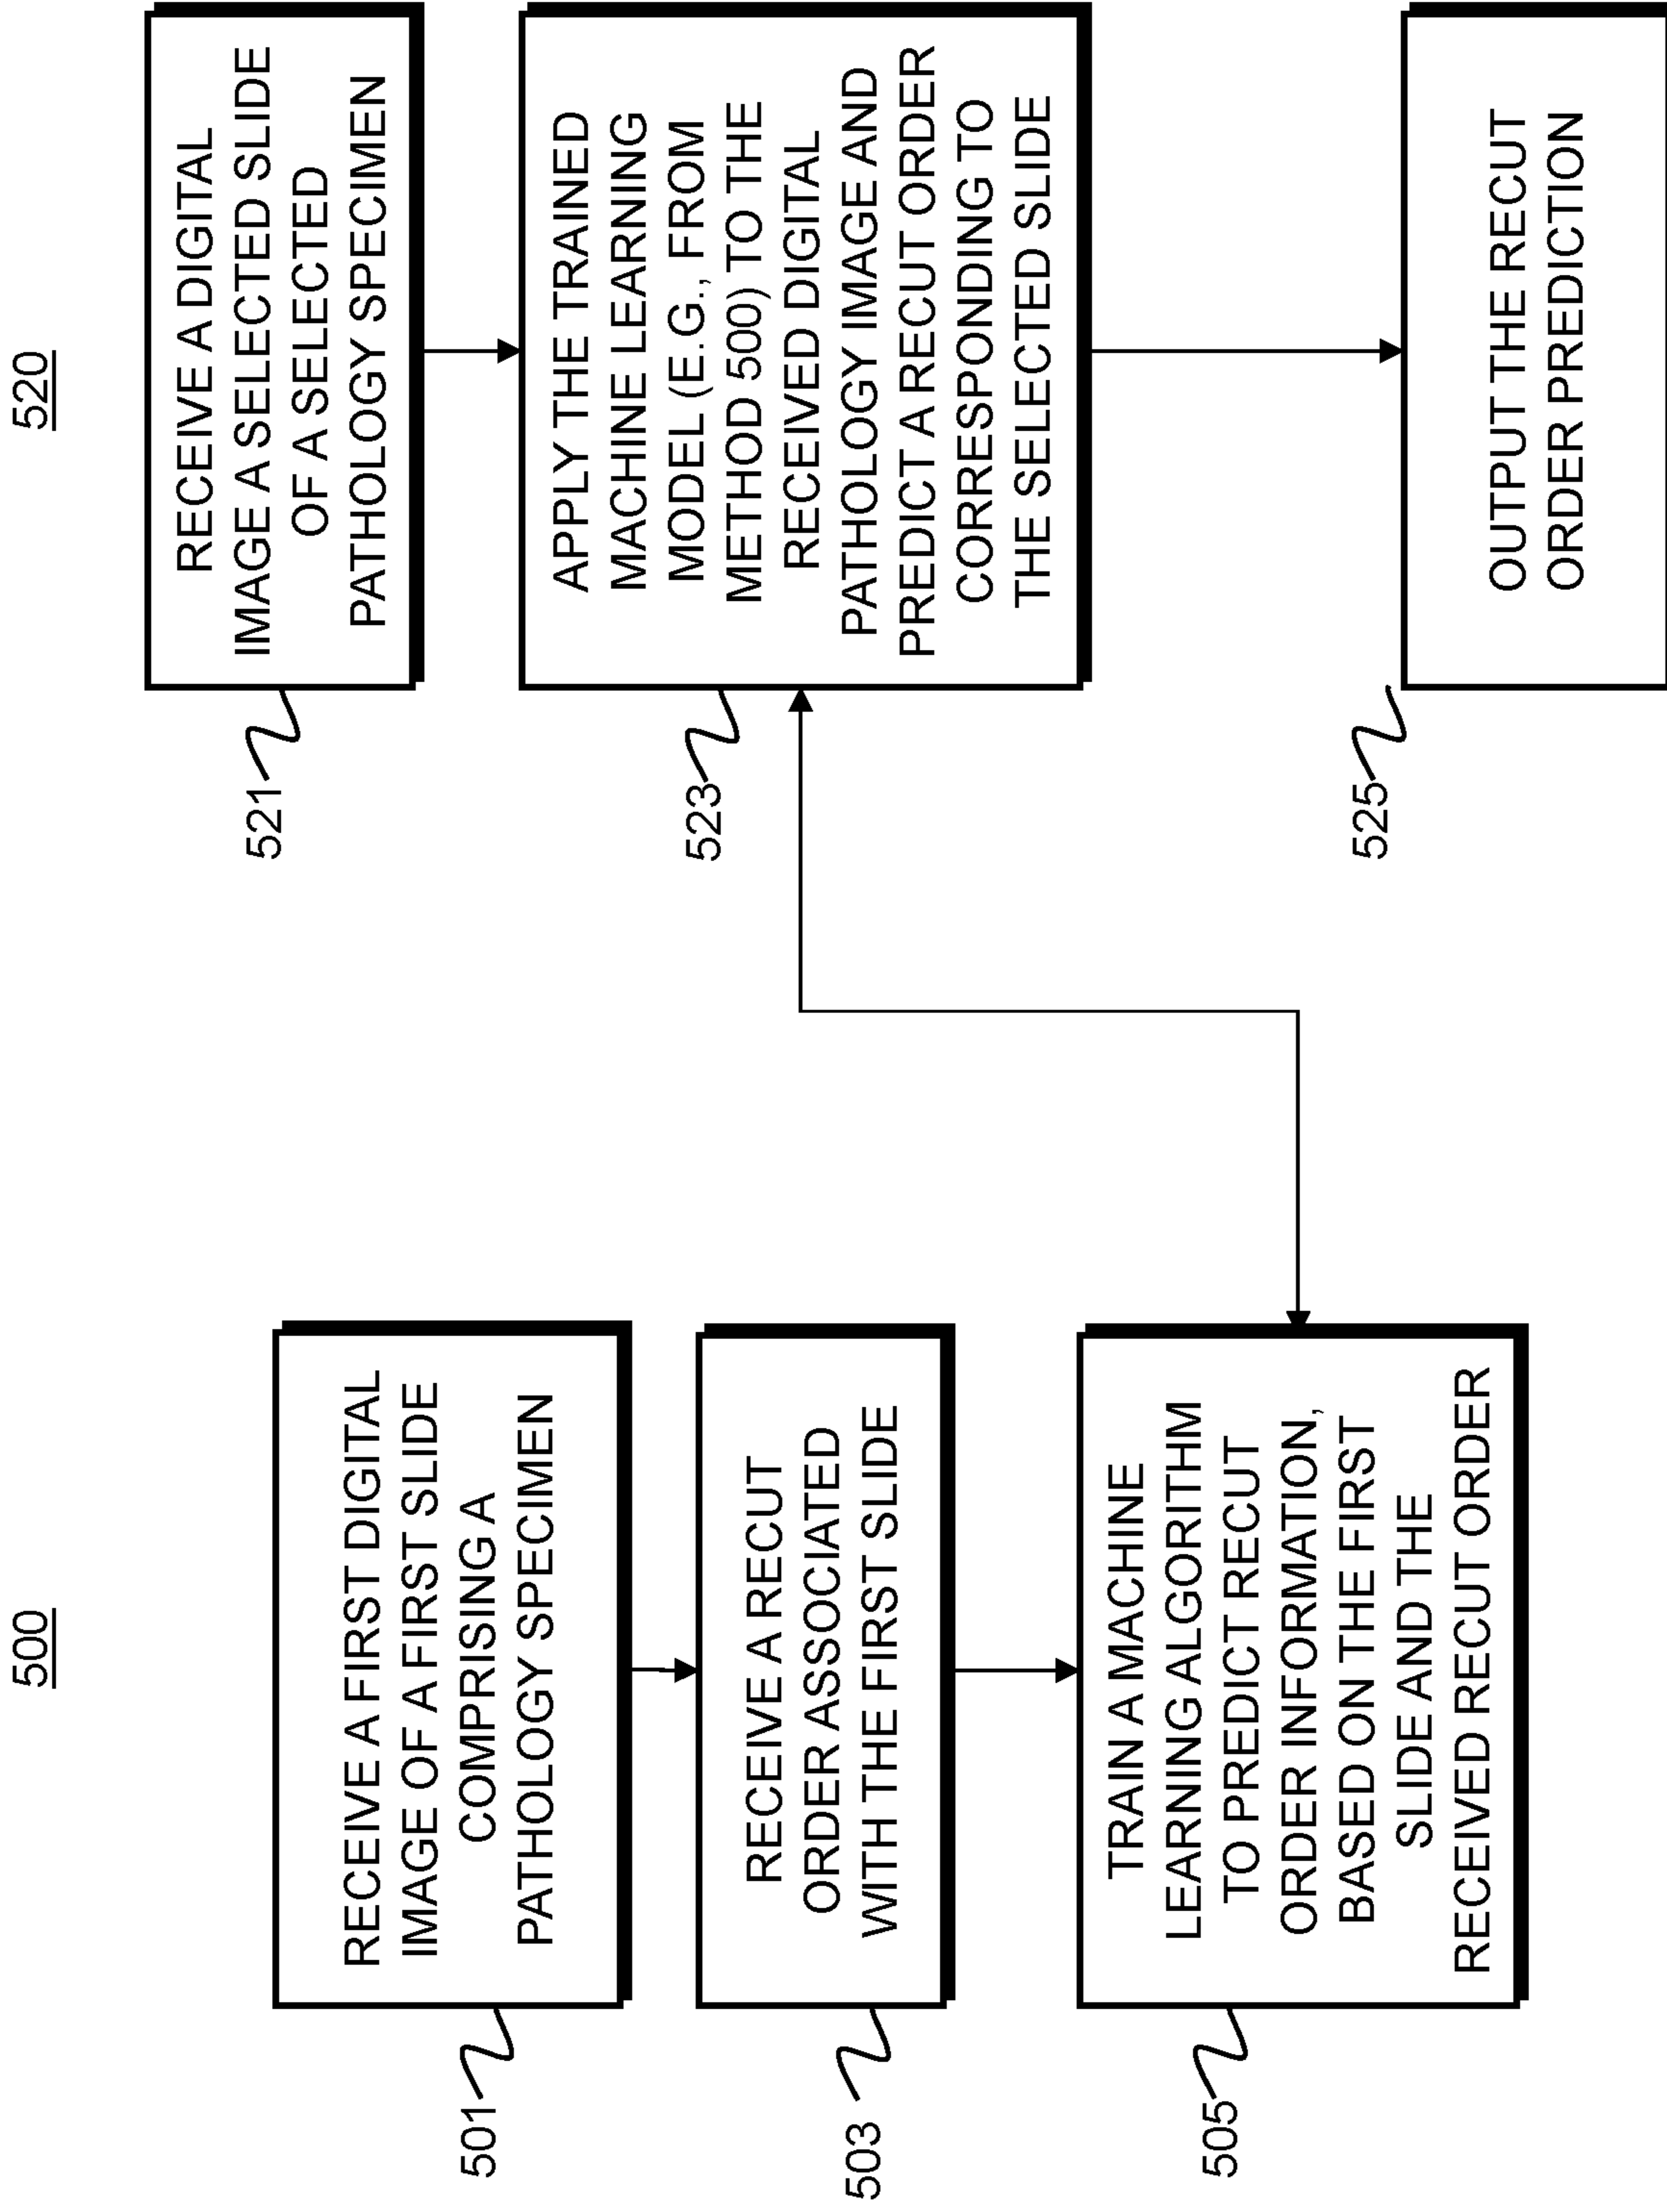 500
501
RECEIVE A FIRST DIGITAL
IMAGE OF A FIRST SLIDE
COMPRISING A
PATHOLOGY SPECIMEN
503
RECEIVE A RECUT
ORDER ASSOCIATED
WITH THE FIRST SLIDE
505
TRAIN A MACHINE
LEARNING ALGORITHM
TO PREDICT RECUT
ORDER INFORMATION,
BASED ON THE FIRST
SLIDE AND THE
RECEIVED RECUT ORDER
520
521
RECEIVE A DIGITAL
IMAGE A SELECTED SLIDE
OF A SELECTED
PATHOLOGY SPECIMEN
523
APPLY THE TRAINED
MACHINE LEARNING
MODEL (E.G., FROM
METHOD 500) TO THE
RECEIVED DIGITAL
PATHOLOGY IMAGE AND
PREDICT A RECUT ORDER
CORRESPONDING TO
THE SELECTED SLIDE
525
OUTPUT THE RECUT
ORDER PREDICTION